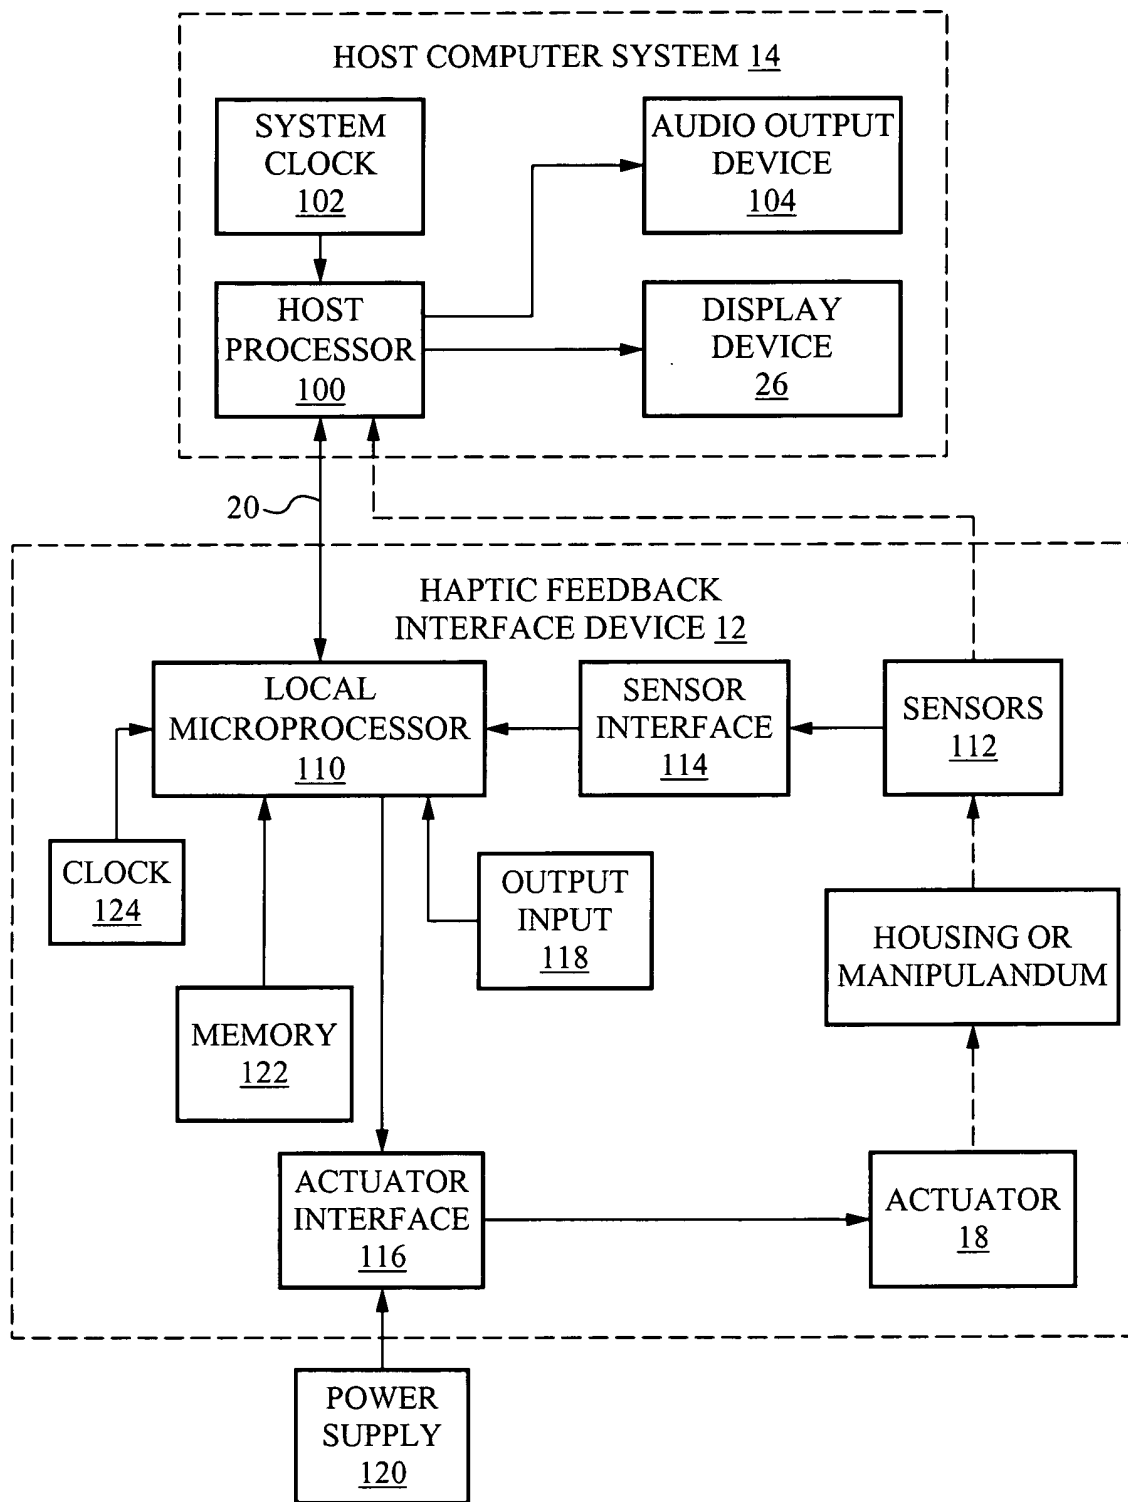 HOST COMPUTER SYSTEM 14
SYSTEM
CLOCK
102
AUDIO OUTPUT
DEVICE
104
HOST
PROCESSOR
100
DISPLAY
DEVICE
26
20
HAPTIC FEEDBACK
INTERFACE DEVICE 12
LOCAL
MICROPROCESSOR
110
SENSOR
INTERFACE
114
SENSORS
112
CLOCK
124
OUTPUT
INPUT
118
HOUSING OR
MANIPULANDUM
MEMORY
122
ACTUATOR
INTERFACE
116
ACTUATOR
18
POWER
SUPPLY
120